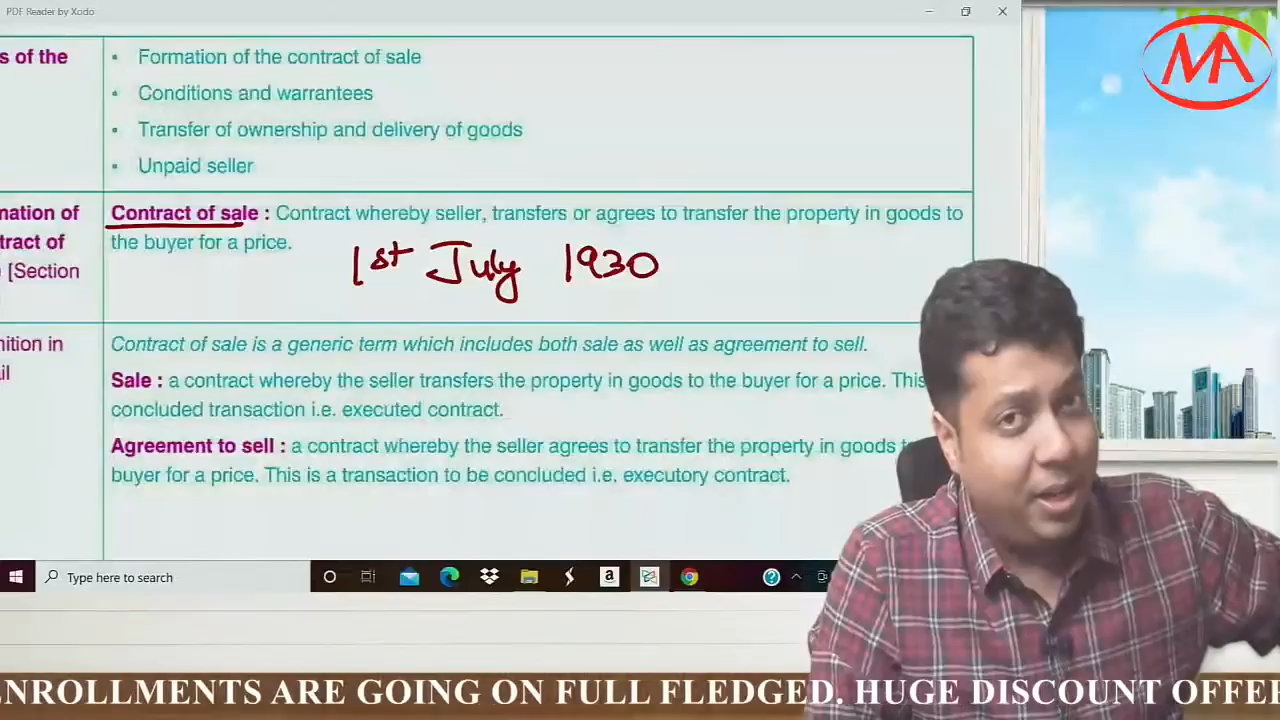 PDF Reader by Xodo
MA
s of the
• Formation of the contract of sale
• Conditions and warrantees
• Transfer of ownership and delivery of goods
• Unpaid seller
mation of
tract of
[Section
Contract of sale : Contract whereby seller, transfers or agrees to transfer the property in goods to
the buyer for a price.
1st July 1930
nition in
il
Contract of sale is a generic term which includes both sale as well as agreement to sell.
Sale : a contract whereby the seller transfers the property in goods to the buyer for a price. This
concluded transaction i.e. executed contract.
Agreement to sell : a contract whereby the seller agrees to transfer the property in goods t
buyer for a price. This is a transaction to be concluded i.e. executory contract.
Type here to search
a
?
ENROLLMENTS ARE GOING ON FULL FLEDGED. HUGE DISCOUNT OFFE